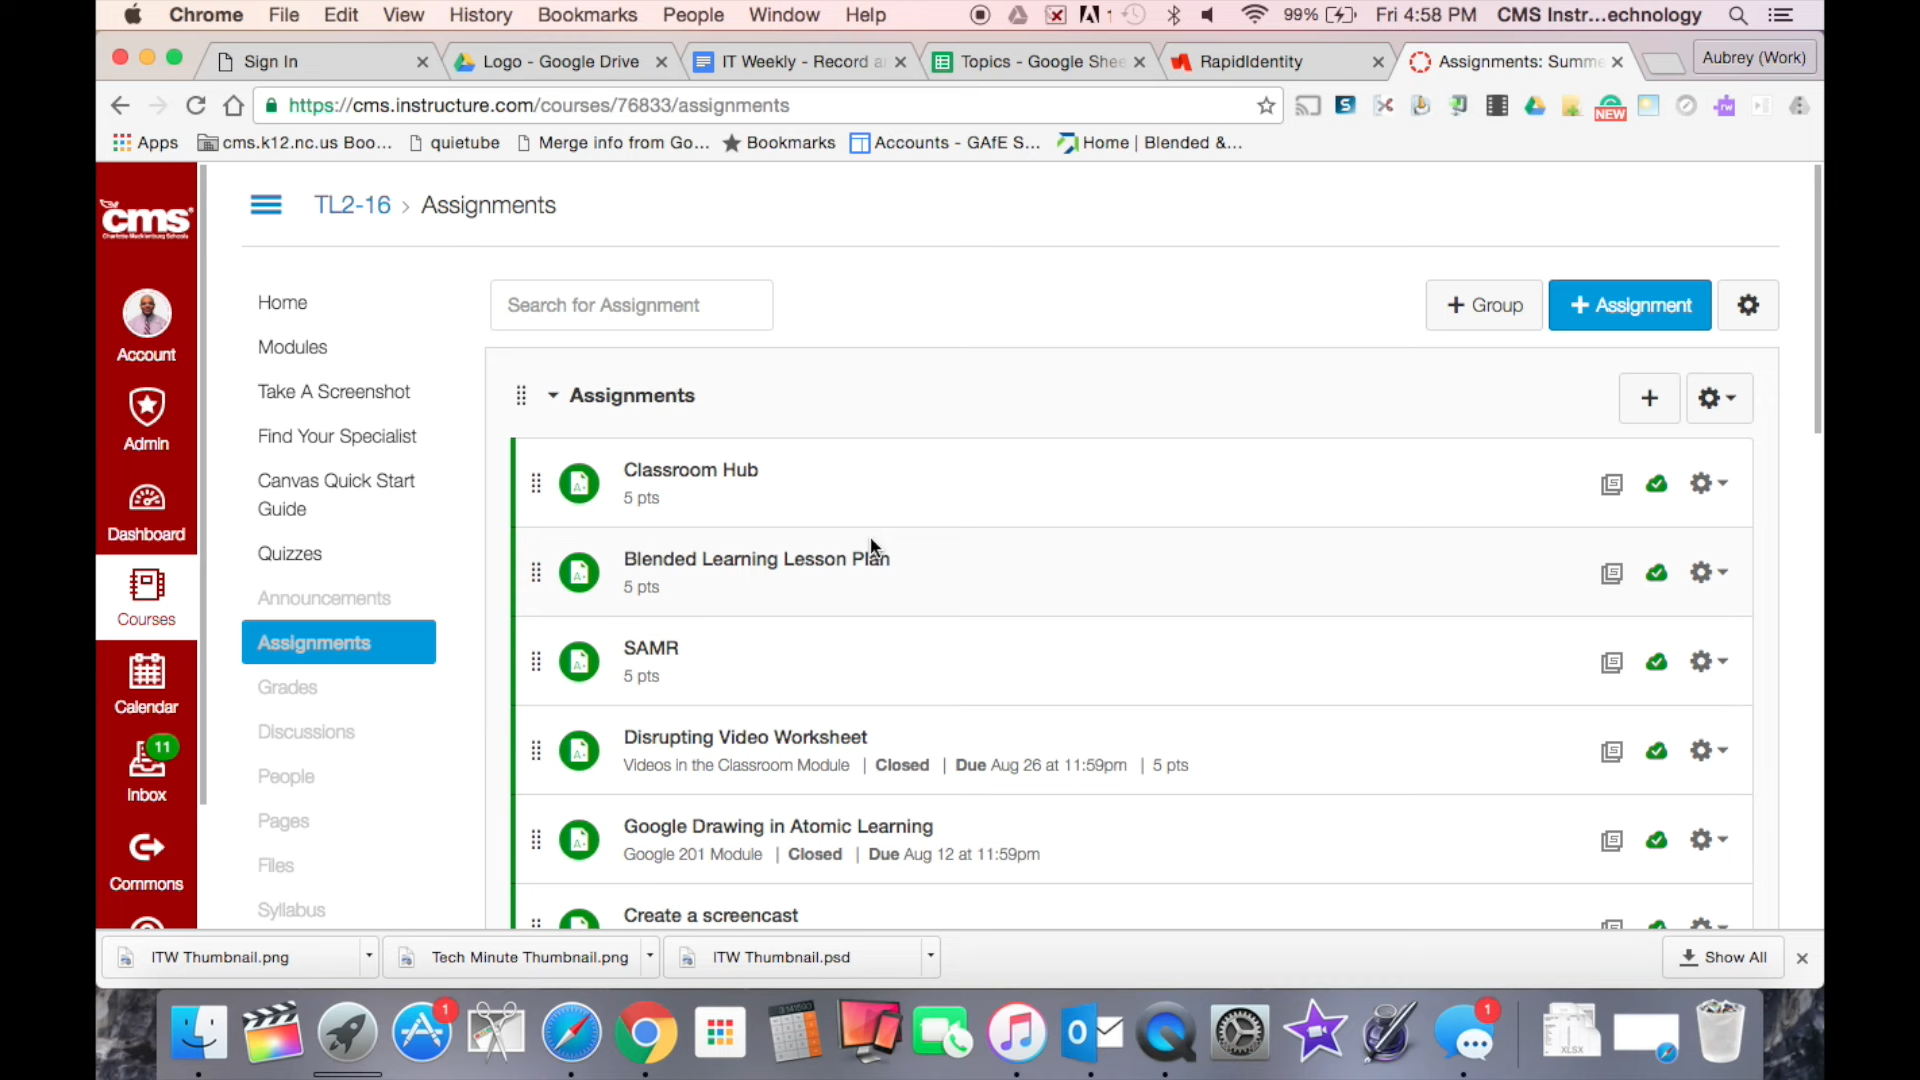 Chrome File Edit View History Bookmarks People Window Help 1 99% Fri 4:58 PM CMS Instr...echnology
Sign In Logo - Google Drive IT Weekly - Record a Topics - Google Shee RapidIdentity Assignments: Summe Aubrey (Work)
https://cms.instructure.com/courses/76833/assignments NEW
Apps cms.k12.nc.us Boo... quietube Merge info from Go... Bookmarks Accounts - GAfE S... Home | Blended &...
cms
Charlotte-Mecklenburg Schools
TL2-16 > Assignments
Account
Admin
Dashboard
Courses
Calendar
11
Inbox
Commons
Home
Modules
Take A Screenshot
Find Your Specialist
Canvas Quick Start
Guide
Quizzes
Announcements
Assignments
Grades
Discussions
People
Pages
Files
Syllabus
Search for Assignment + Group + Assignment
Assignments
Classroom Hub
5 pts
Blended Learning Lesson Plan
5 pts
SAMR
5 pts
Disrupting Video Worksheet
Videos in the Classroom Module | Closed | Due Aug 26 at 11:59pm | 5 pts
Google Drawing in Atomic Learning
Google 201 Module | Closed | Due Aug 12 at 11:59pm
Create a screencast
ITW Thumbnail.png Tech Minute Thumbnail.png ITW Thumbnail.psd Show All
1 1
XLSX